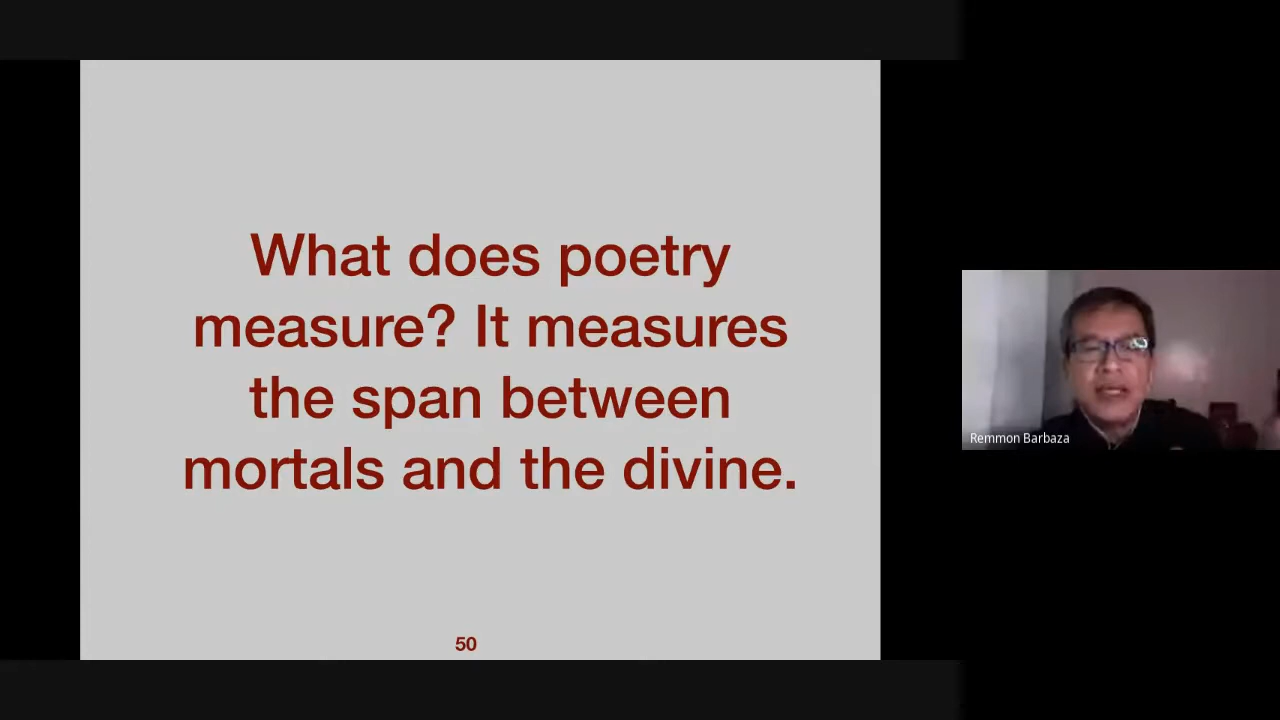 What does poetry
measure? It measures
the span between
mortals and the divine.
50
Remmon Barbaza